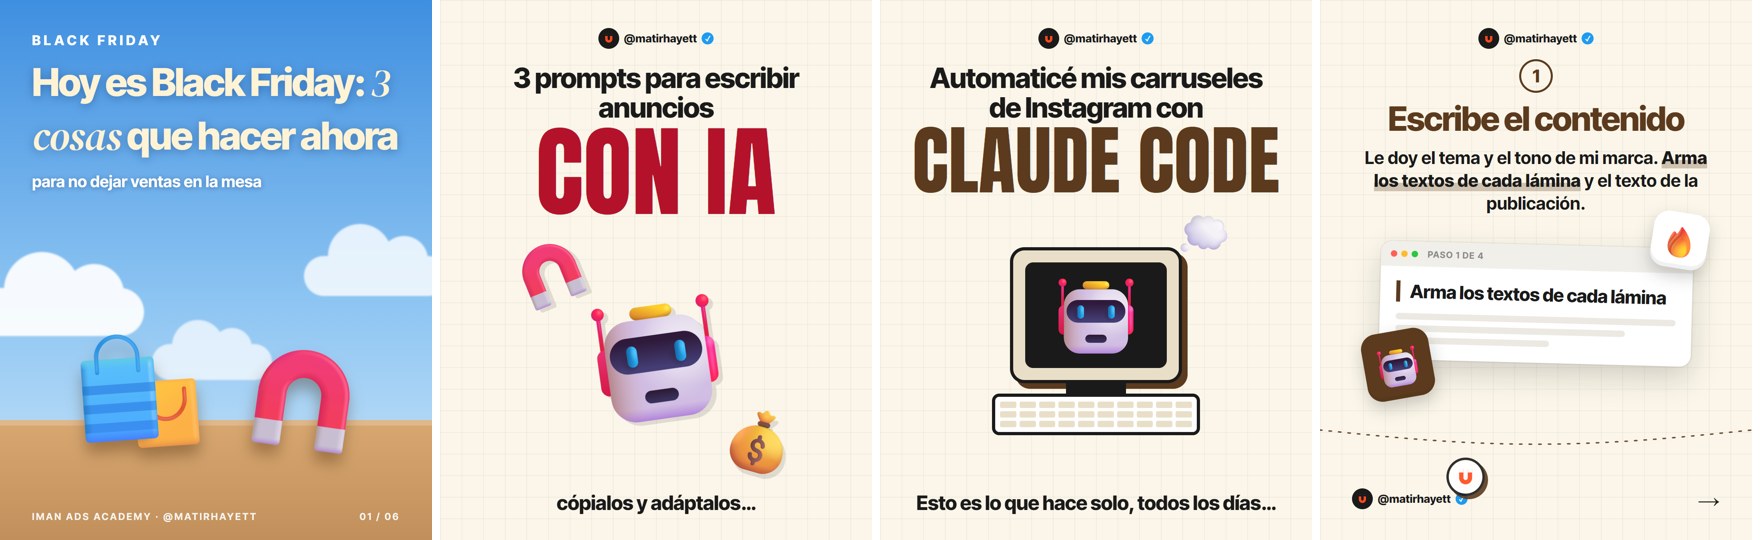 BLACK FRIDAY
Hoy es Black Friday: 3
cosas que hacer ahora
para no dejar ventas en la mesa
IMAN ADS ACADEMY · @MATIRHAYETT
01 / 06
@matirhayett
3 prompts para escribir
anuncios
CON IA
$
cópialos y adáptalos...
@matirhayett
Automaticé mis carruseles
de Instagram con
CLAUDE CODE
Esto es lo que hace solo, todos los días...
@matirhayett
1
Escribe el contenido
Le doy el tema y el tono de mi marca. Arma
los textos de cada lámina y el texto de la
publicación.
PASO 1 DE 4
Arma los textos de cada lámina
@matirhayett
→